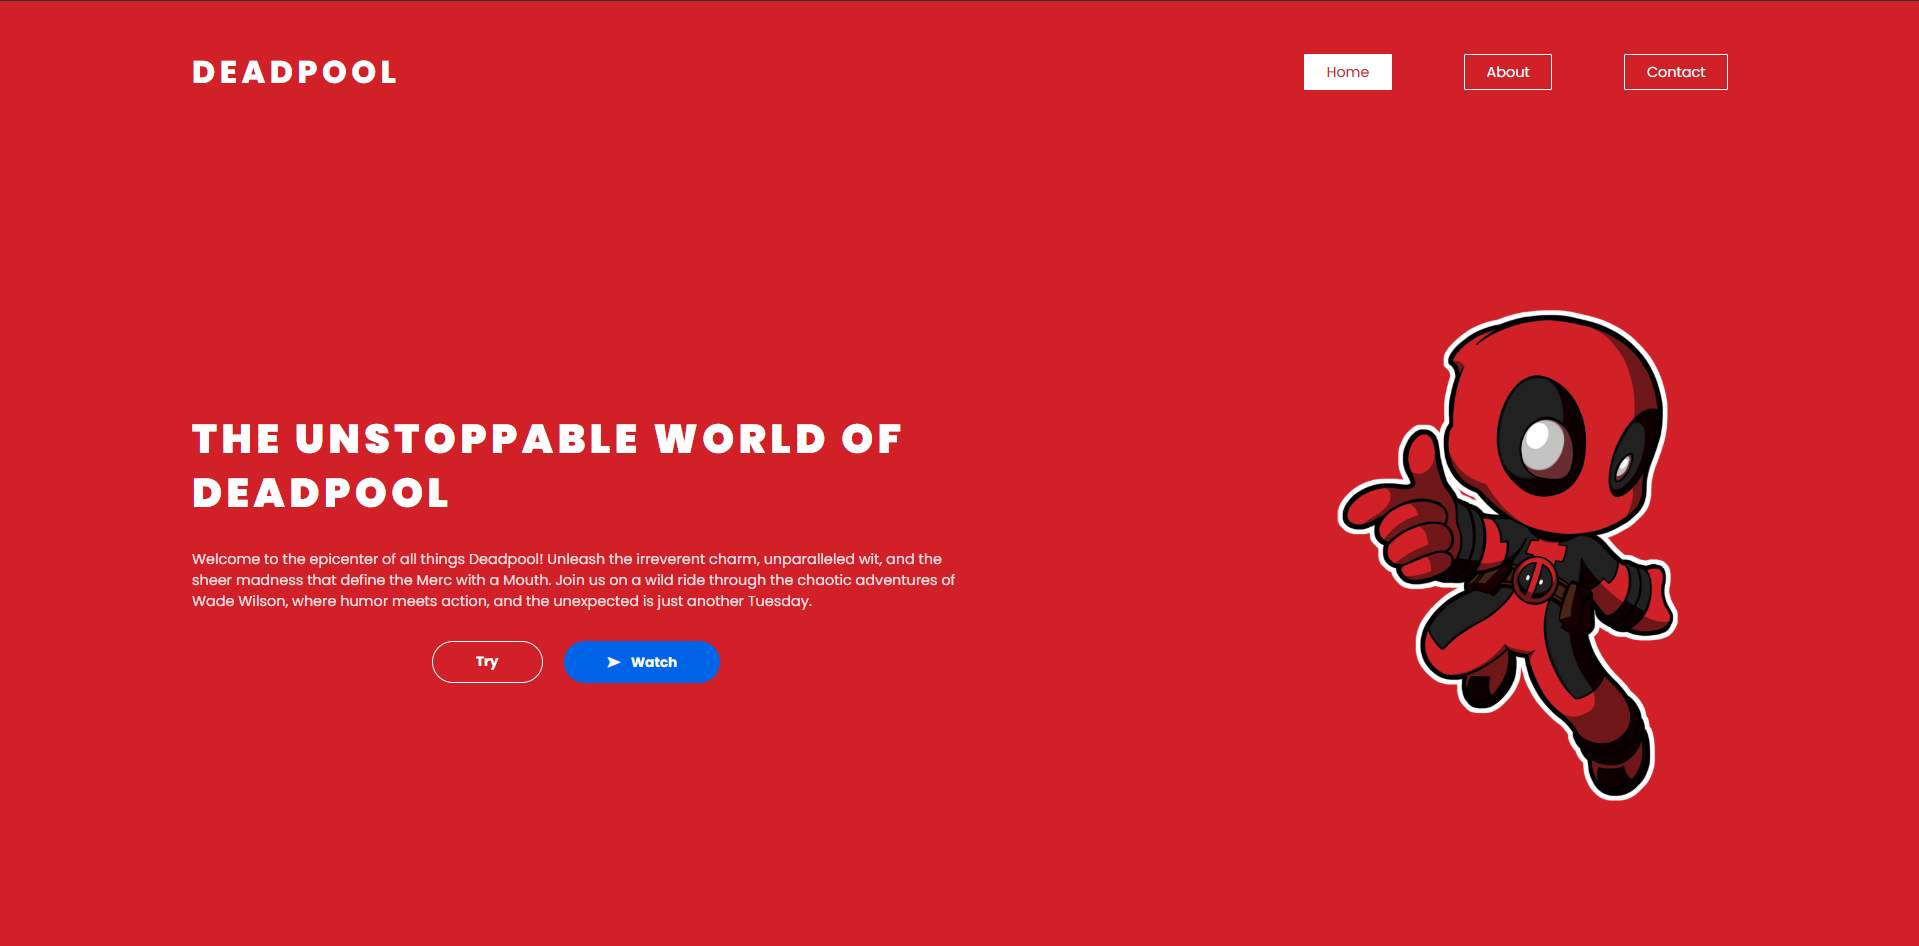 DEADPOOL
Home
About
Contact
THE UNSTOPPABLE WORLD OF
DEADPOOL
Welcome to the epicenter of all things Deadpool! Unleash the irreverent charm, unparalleled wit, and the
sheer madness that define the Merc with a Mouth. Join us on a wild ride through the chaotic adventures of
Wade Wilson, where humor meets action, and the unexpected is just another Tuesday.
Try
Watch